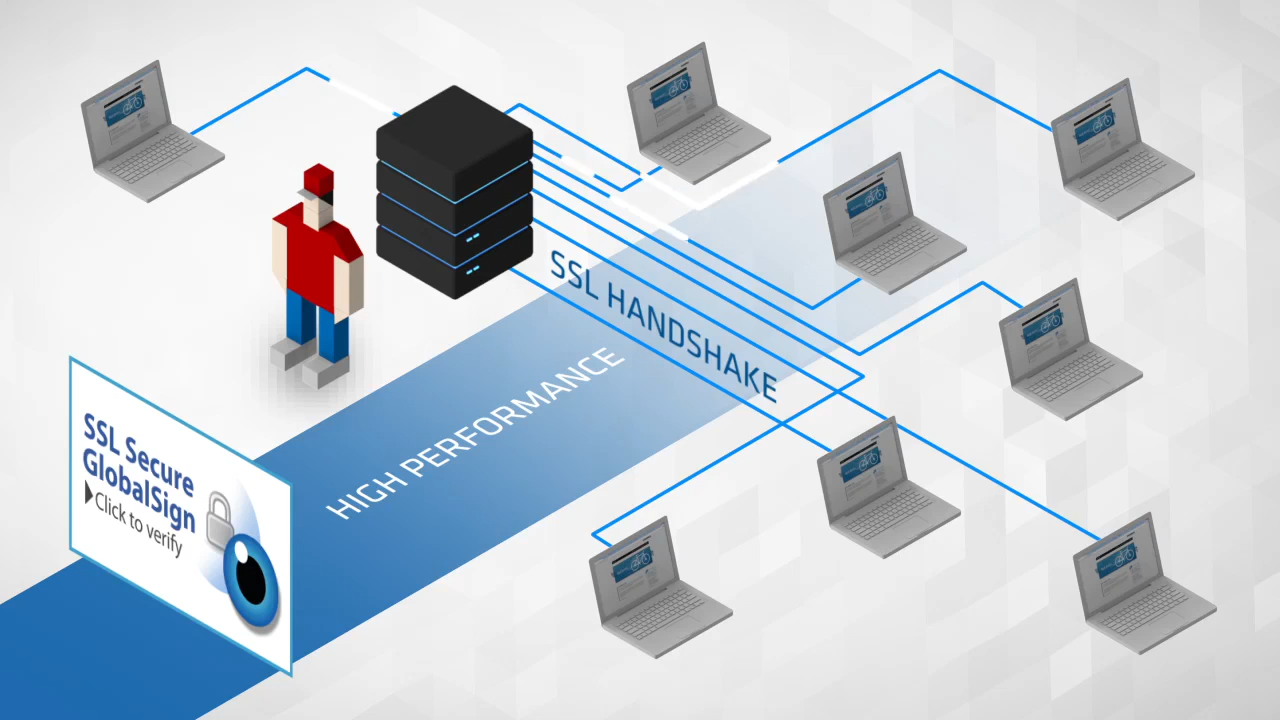 SSL HANDSHAKE
HIGH PERFORMANCE
SSL Secure
GlobalSign
Click to verify